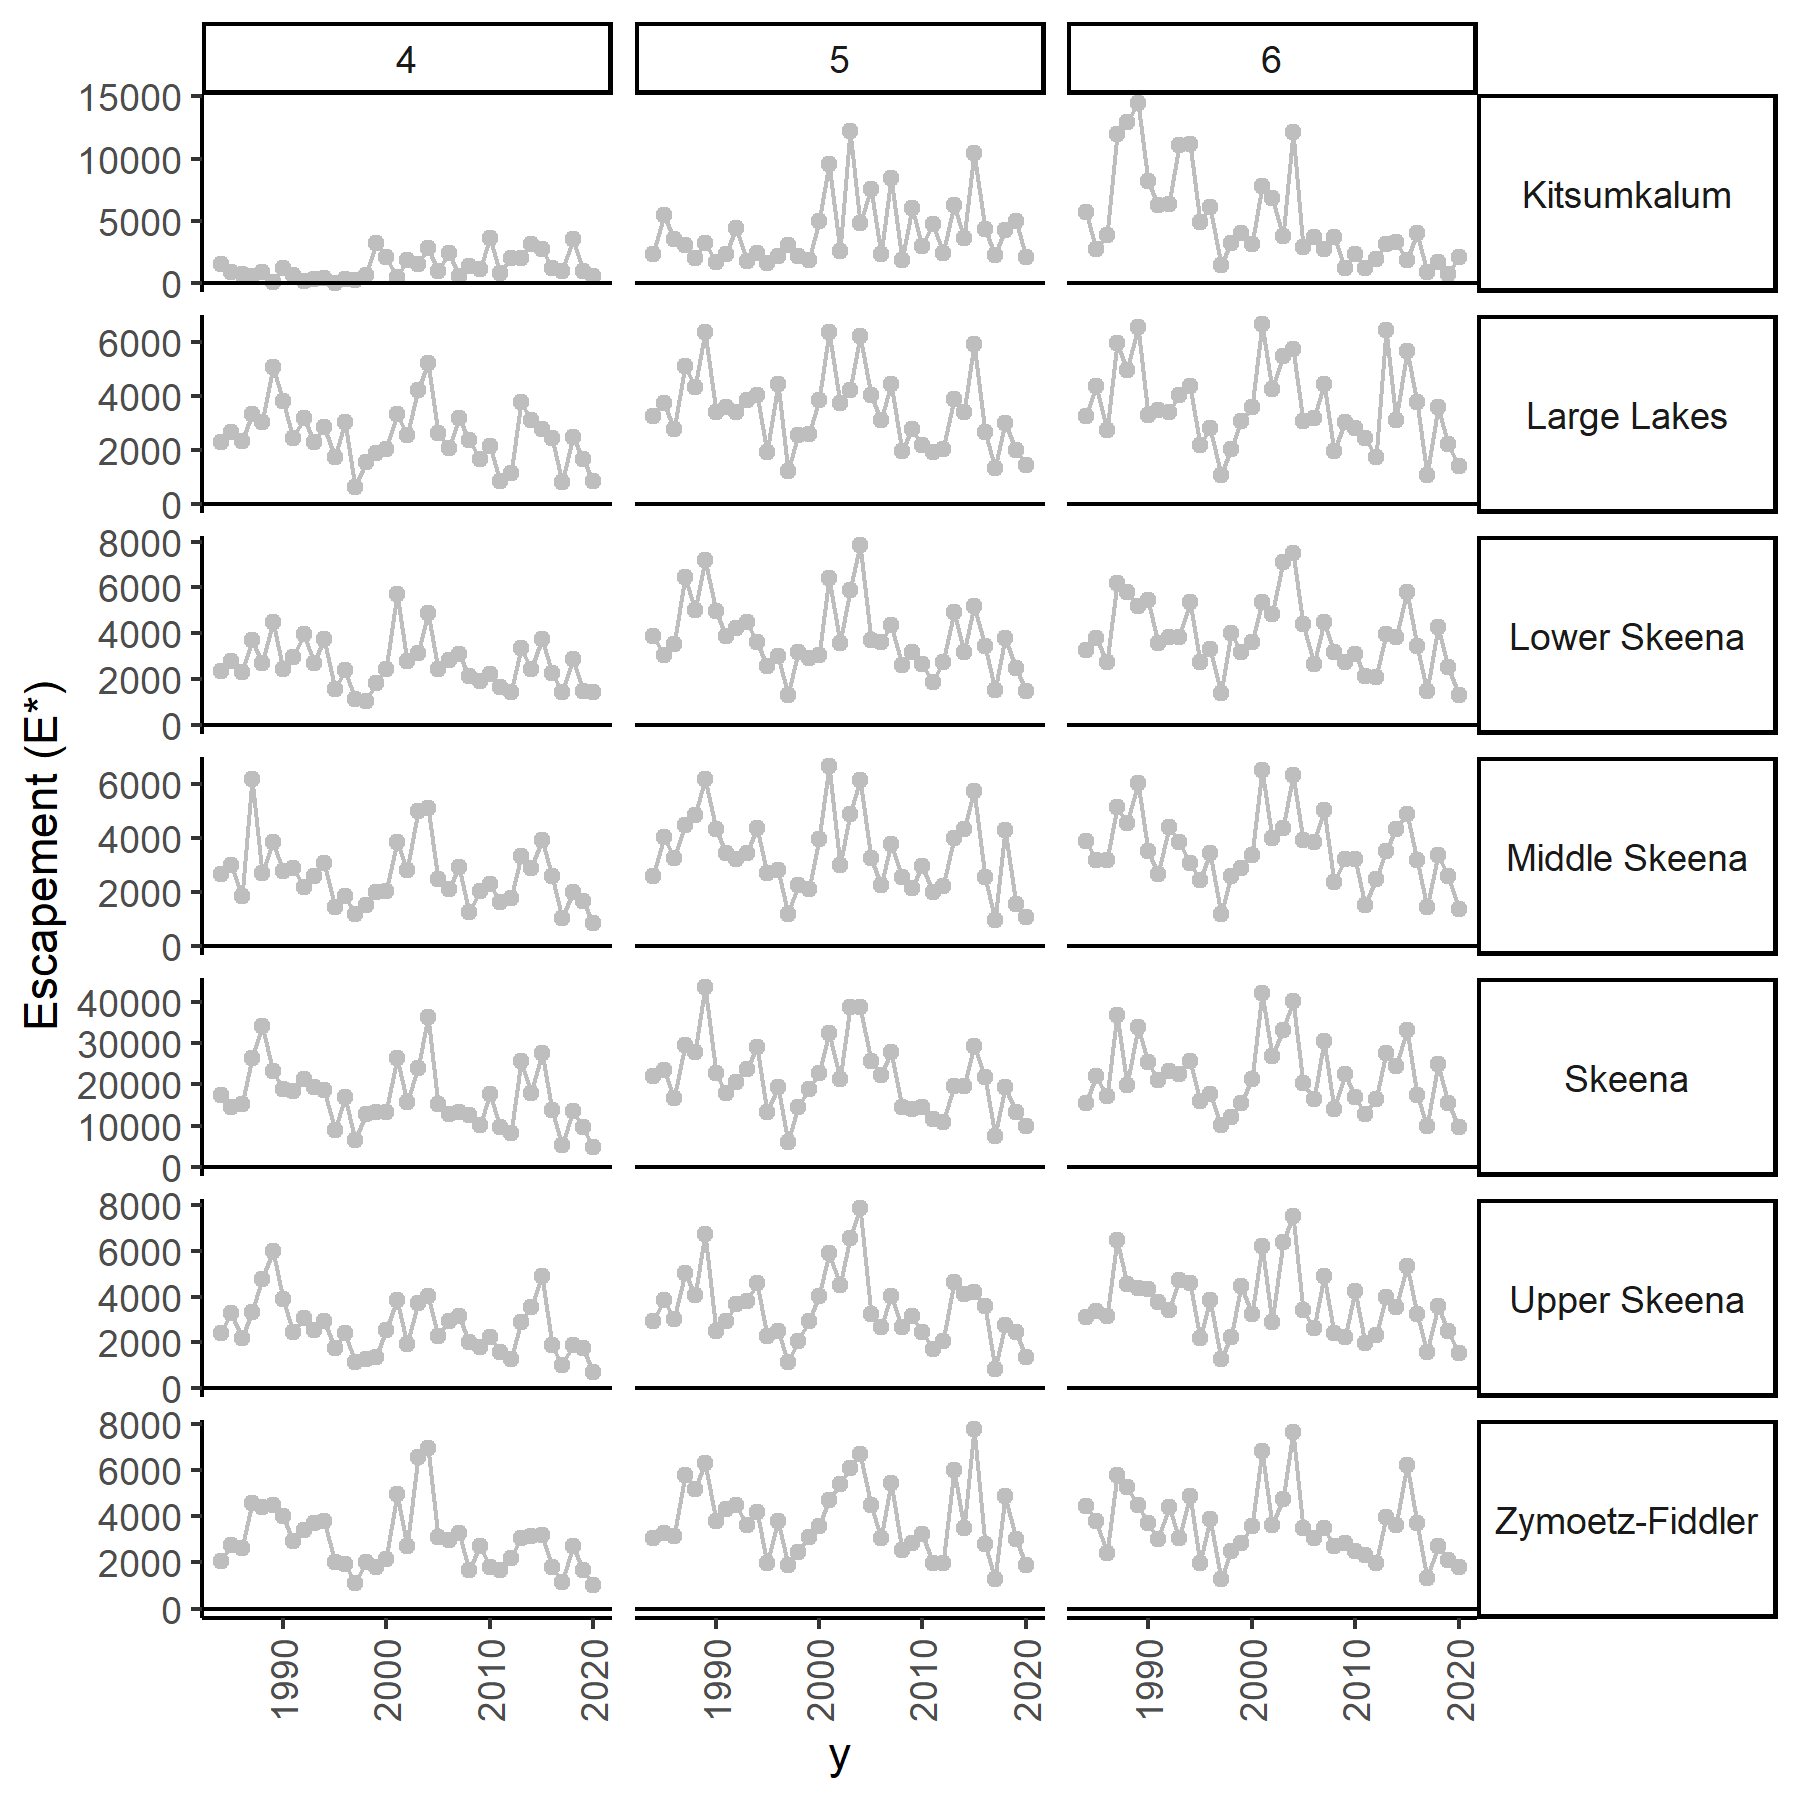 4 5 6
15000
10000
5000
0
Kitsumkalum
6000
4000
2000
0
Large Lakes
8000
6000
4000
2000
0
Lower Skeena
6000
4000
2000
0
Middle Skeena
40000
30000
20000
10000
0
Skeena
8000
6000
4000
2000
0
Upper Skeena
8000
6000
4000
2000
0
Zymoetz-Fiddler
Escapement (E*)
1990 2000 2010 2020 1990 2000 2010 2020 1990 2000 2010 2020
y